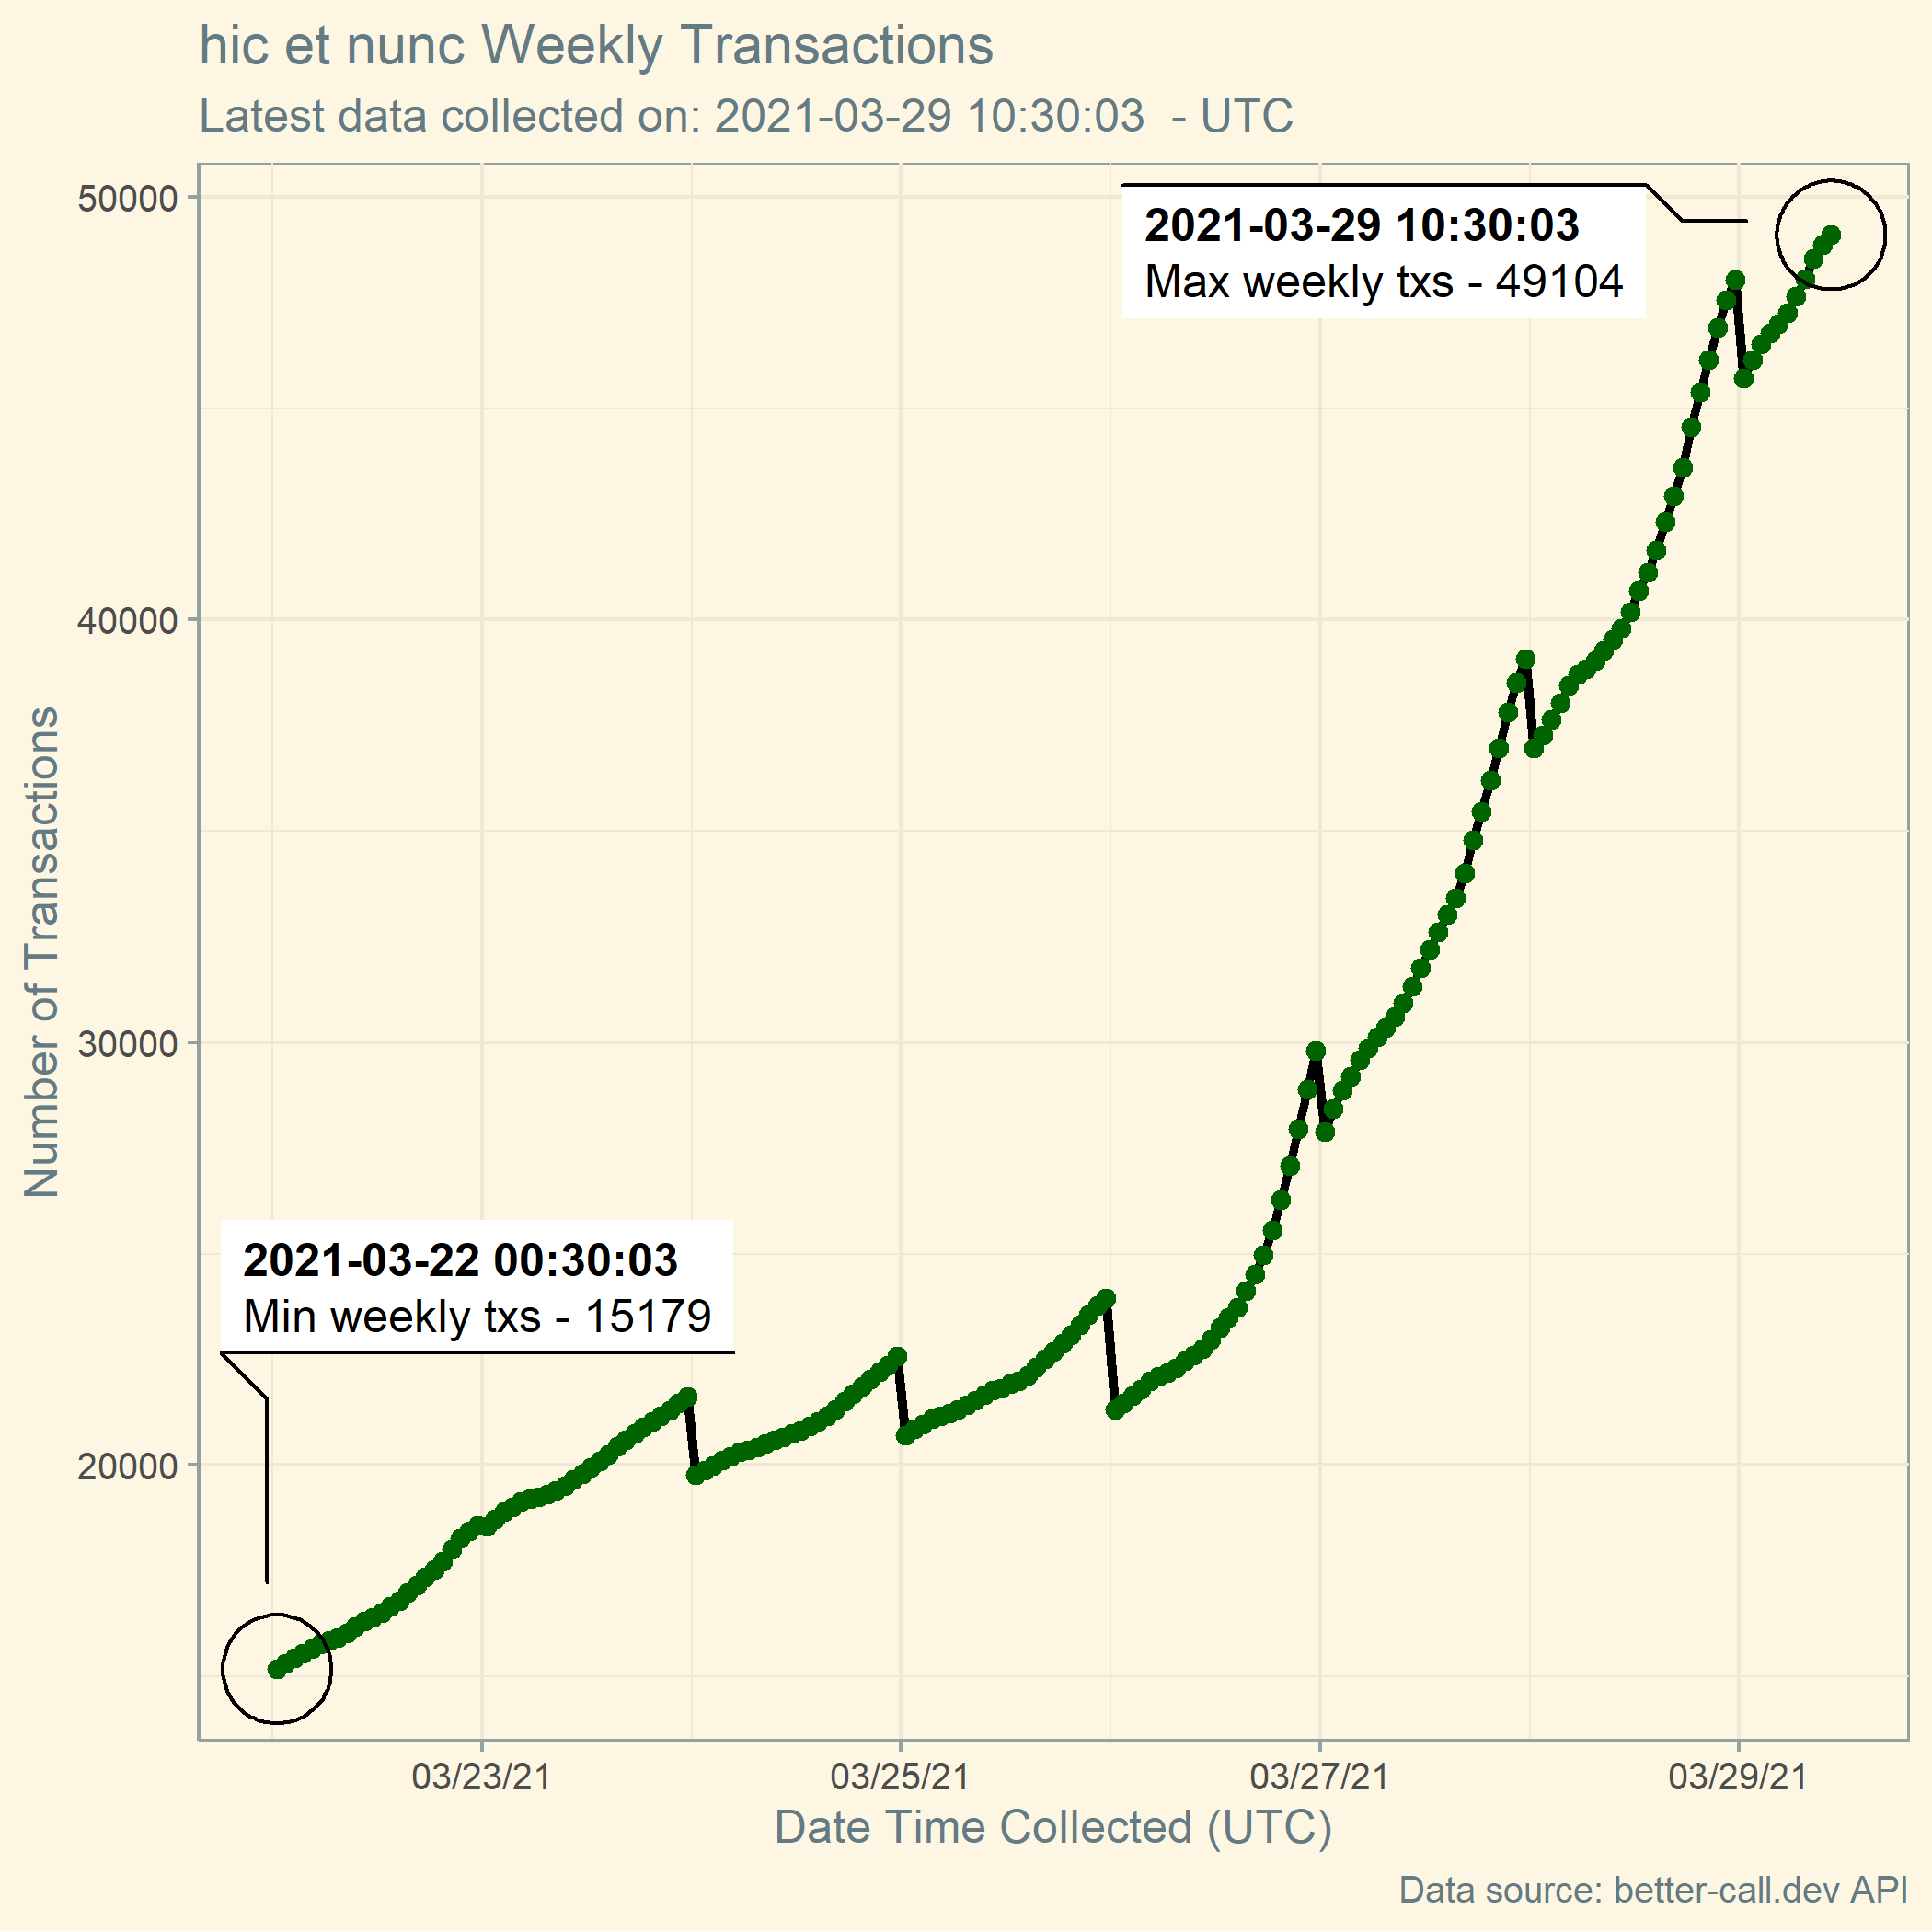 hic et nunc Weekly Transactions
Latest data collected on: 2021-03-29 10:30:03  - UTC
Number of Transactions
50000
40000
30000
20000
2021-03-29 10:30:03
Max weekly txs - 49104
2021-03-22 00:30:03
Min weekly txs - 15179
03/23/21
03/25/21
03/27/21
03/29/21
Date Time Collected (UTC)
Data source: better-call.dev API